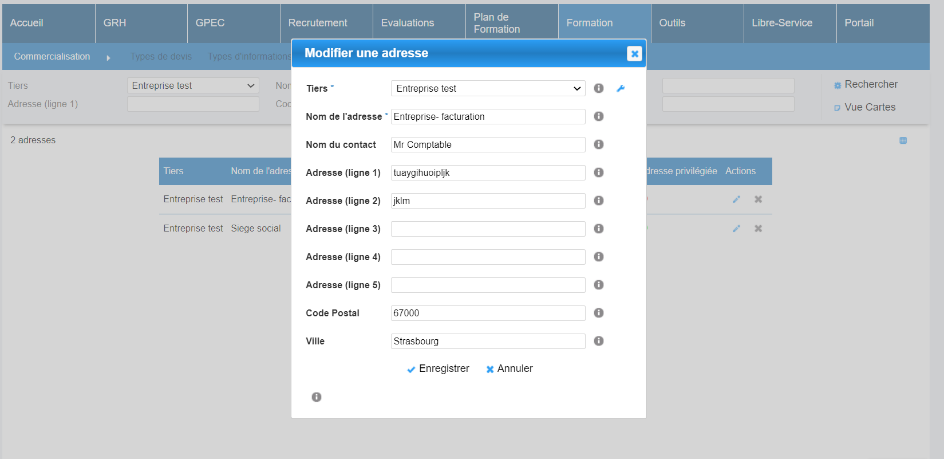 Accueil
GRH
GPEC
Recrutement
Evaluations
Plan de
Formation
Formation
Outils
Libre-Service
Portail
Commercialisation
Types de devis
Types d'informations
Modifier une adresse
Tiers
Entreprise test
Adresse (ligne 1)
Rechercher
Vue Cartes
2 adresses
Tiers
Nom de l'adres
dresse privilégiée
Actions
Entreprise test
Entreprise- fac
Entreprise test
Siege social
Tiers *
Entreprise test
Nom de l'adresse *
Entreprise- facturation
Nom du contact
Mr Comptable
Adresse (ligne 1)
tuaygihuoipljk
Adresse (ligne 2)
jklm
Adresse (ligne 3)
Adresse (ligne 4)
Adresse (ligne 5)
Code Postal
67000
Ville
Strasbourg
Enregistrer
Annuler